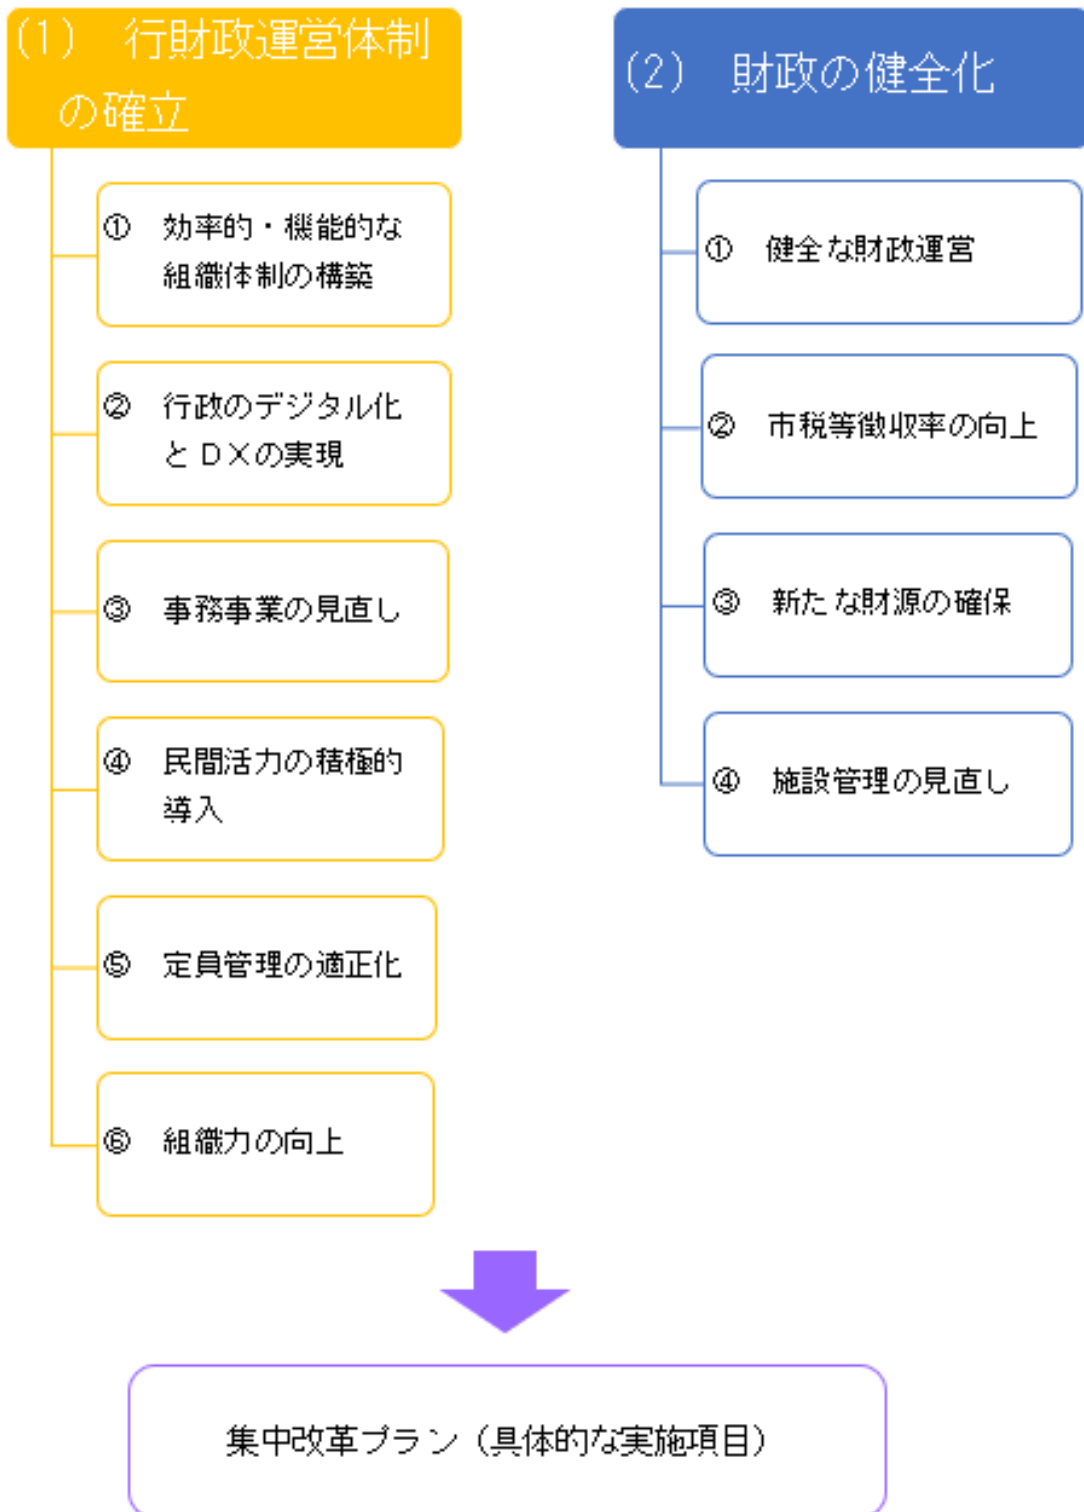 (1)　行財政運営体制
の確立
①　効率的・機能的な
組織体制の構築
②　行政のデジタル化
とＤＸの実現
③　事務事業の見直し
④　民間活力の積極的
導入
⑤　定員管理の適正化
⑥　組織力の向上
(2)　財政の健全化
①　健全な財政運営
②　市税等徴収率の向上
③　新たな財源の確保
④　施設管理の見直し
集中改革プラン（具体的な実施項目）